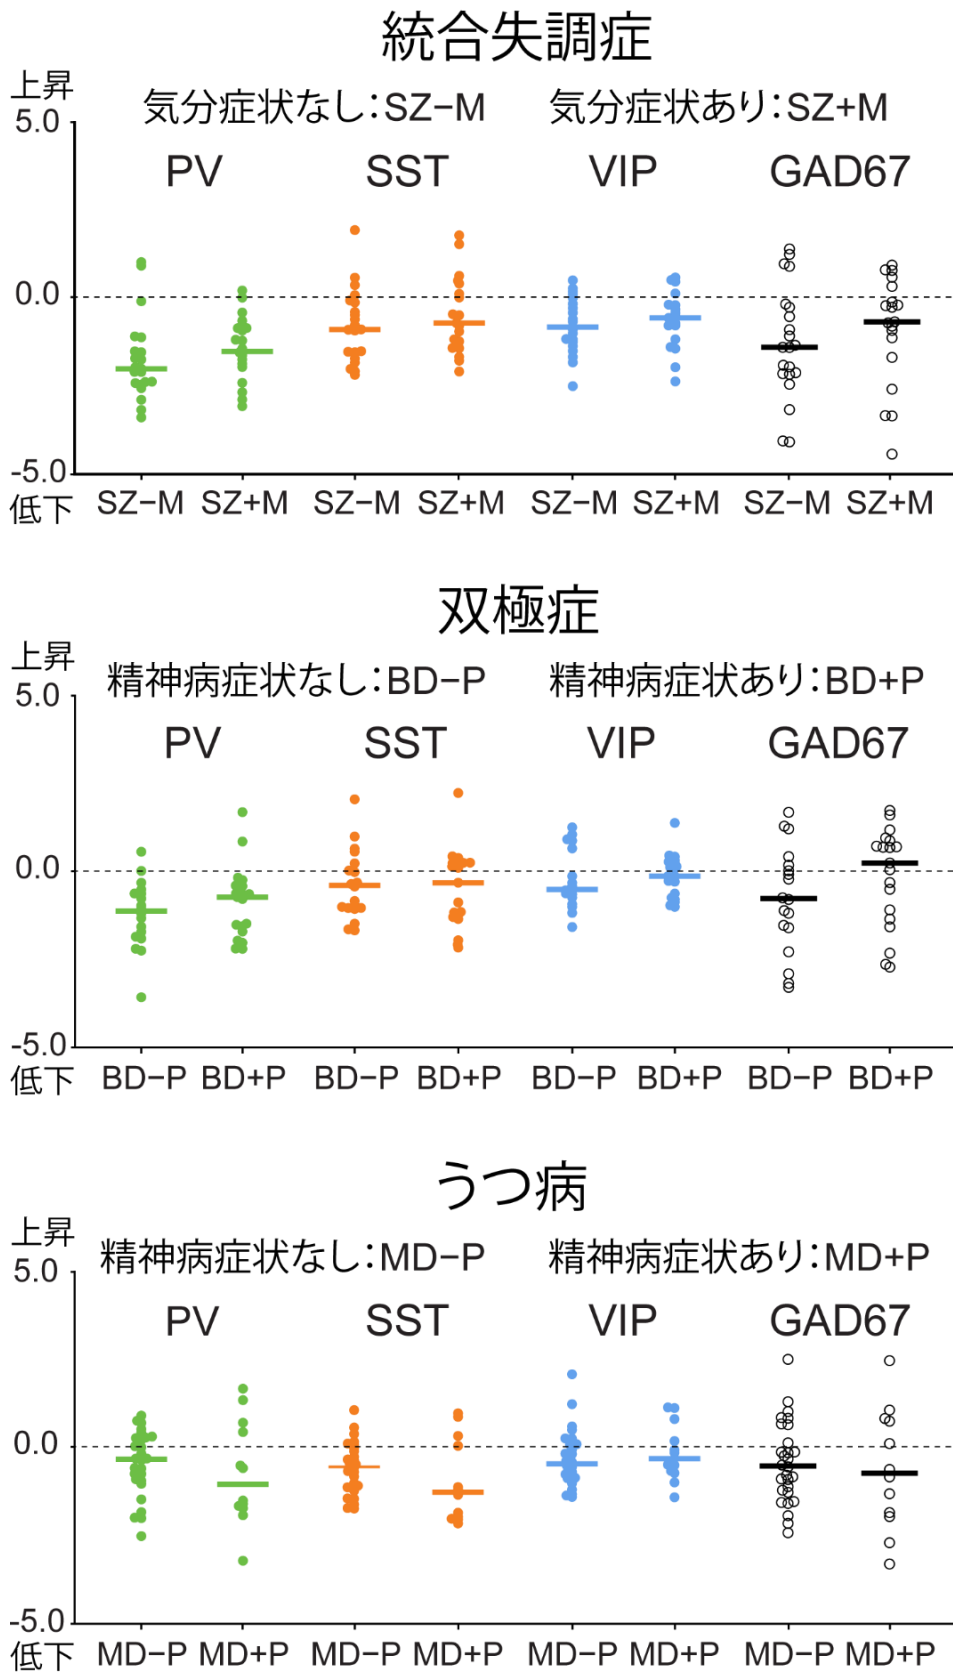 統合失調症
上昇
気分症状なし:SZ−M 気分症状あり:SZ+M
5.0
PV SST VIP GAD67
0.0
-5.0
低下 SZ−M SZ+M SZ−M SZ+M SZ−M SZ+M SZ−M SZ+M
双極症
上昇
精神病症状なし:BD−P 精神病症状あり:BD+P
5.0
PV SST VIP GAD67
0.0
-5.0
低下 BD−P BD+P BD−P BD+P BD−P BD+P BD−P BD+P
うつ病
上昇
精神病症状なし:MD−P 精神病症状あり:MD+P
5.0
PV SST VIP GAD67
0.0
-5.0
低下 MD−P MD+P MD−P MD+P MD−P MD+P MD−P MD+P